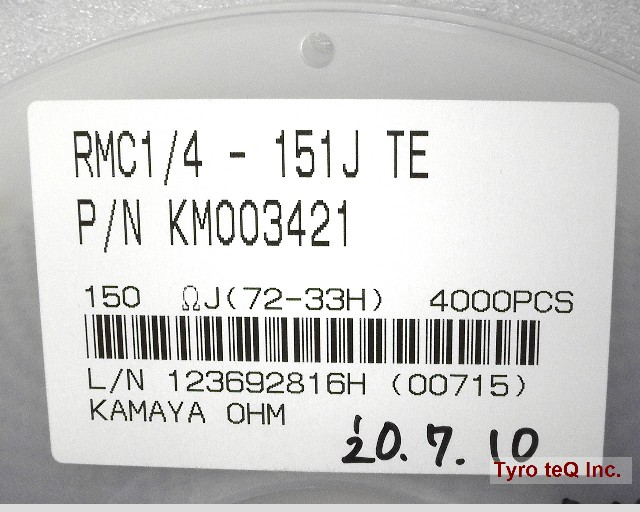 RMC1/4 - 151J TE
P/N KM003421
150 ΩJ(72-33H) 4000PCS
L/N 123692816H (00715)
KAMAYA OHM
'20.7.10
Tyro teQ Inc.